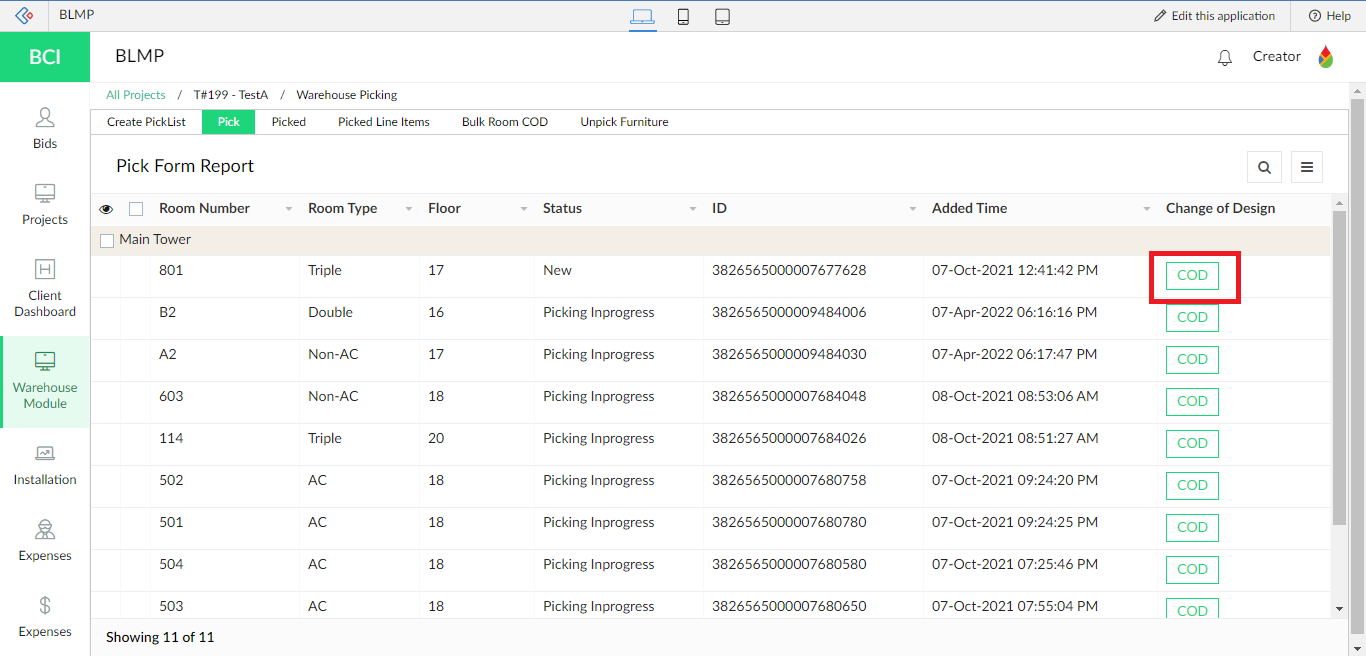 BLMP
Edit this application
Help
BCI
BLMP
Creator
All Projects / T#199 - TestA / Warehouse Picking
Create PickList Pick Picked Picked Line Items Bulk Room COD Unpick Furniture
Bids
Projects
Client
Dashboard
Warehouse
Module
Installation
Expenses
$
Expenses
Pick Form Report
Room Number Room Type Floor Status ID Added Time Change of Design
Main Tower
801 Triple 17 New 3826565000007677628 07-Oct-2021 12:41:42 PM COD
B2 Double 16 Picking Inprogress 3826565000009484006 07-Apr-2022 06:16:16 PM COD
A2 Non-AC 17 Picking Inprogress 3826565000009484030 07-Apr-2022 06:17:47 PM COD
603 Non-AC 18 Picking Inprogress 3826565000007684048 08-Oct-2021 08:53:06 AM COD
114 Triple 20 Picking Inprogress 3826565000007684026 08-Oct-2021 08:51:27 AM COD
502 AC 18 Picking Inprogress 3826565000007680758 07-Oct-2021 09:24:20 PM COD
501 AC 18 Picking Inprogress 3826565000007680780 07-Oct-2021 09:24:25 PM COD
504 AC 18 Picking Inprogress 3826565000007680580 07-Oct-2021 07:25:46 PM COD
503 AC 18 Picking Inprogress 3826565000007680650 07-Oct-2021 07:55:04 PM COD
Showing 11 of 11